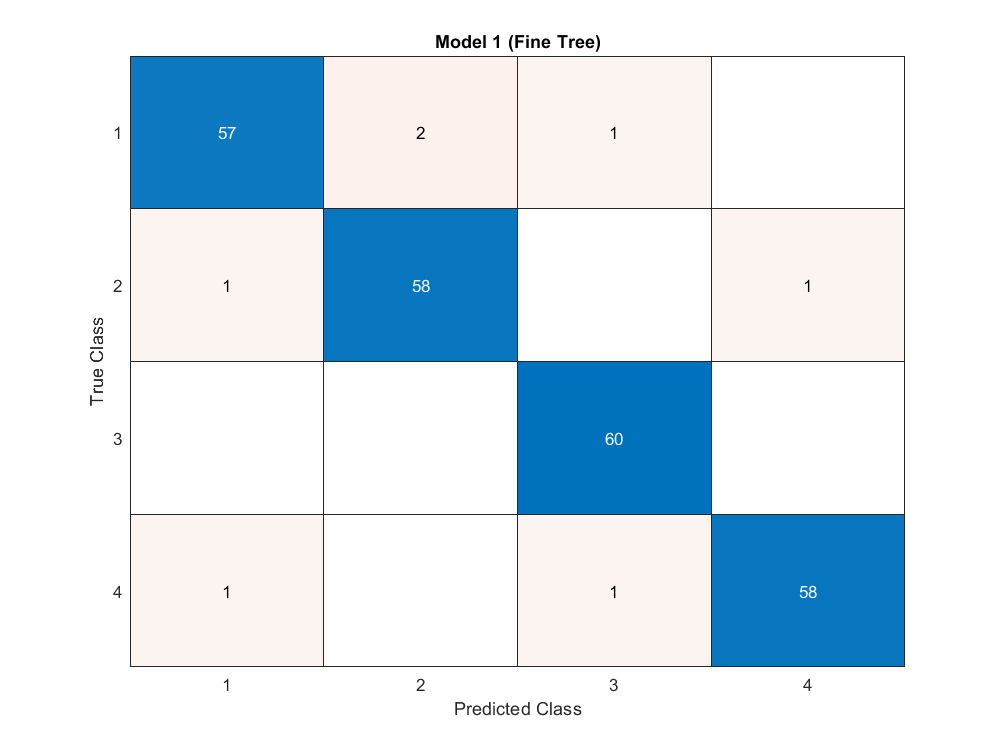 Model 1 (Fine Tree)
1 57 2 1
2 1 58 1
3 60
4 1 1 58
True Class
1 2 3 4
Predicted Class